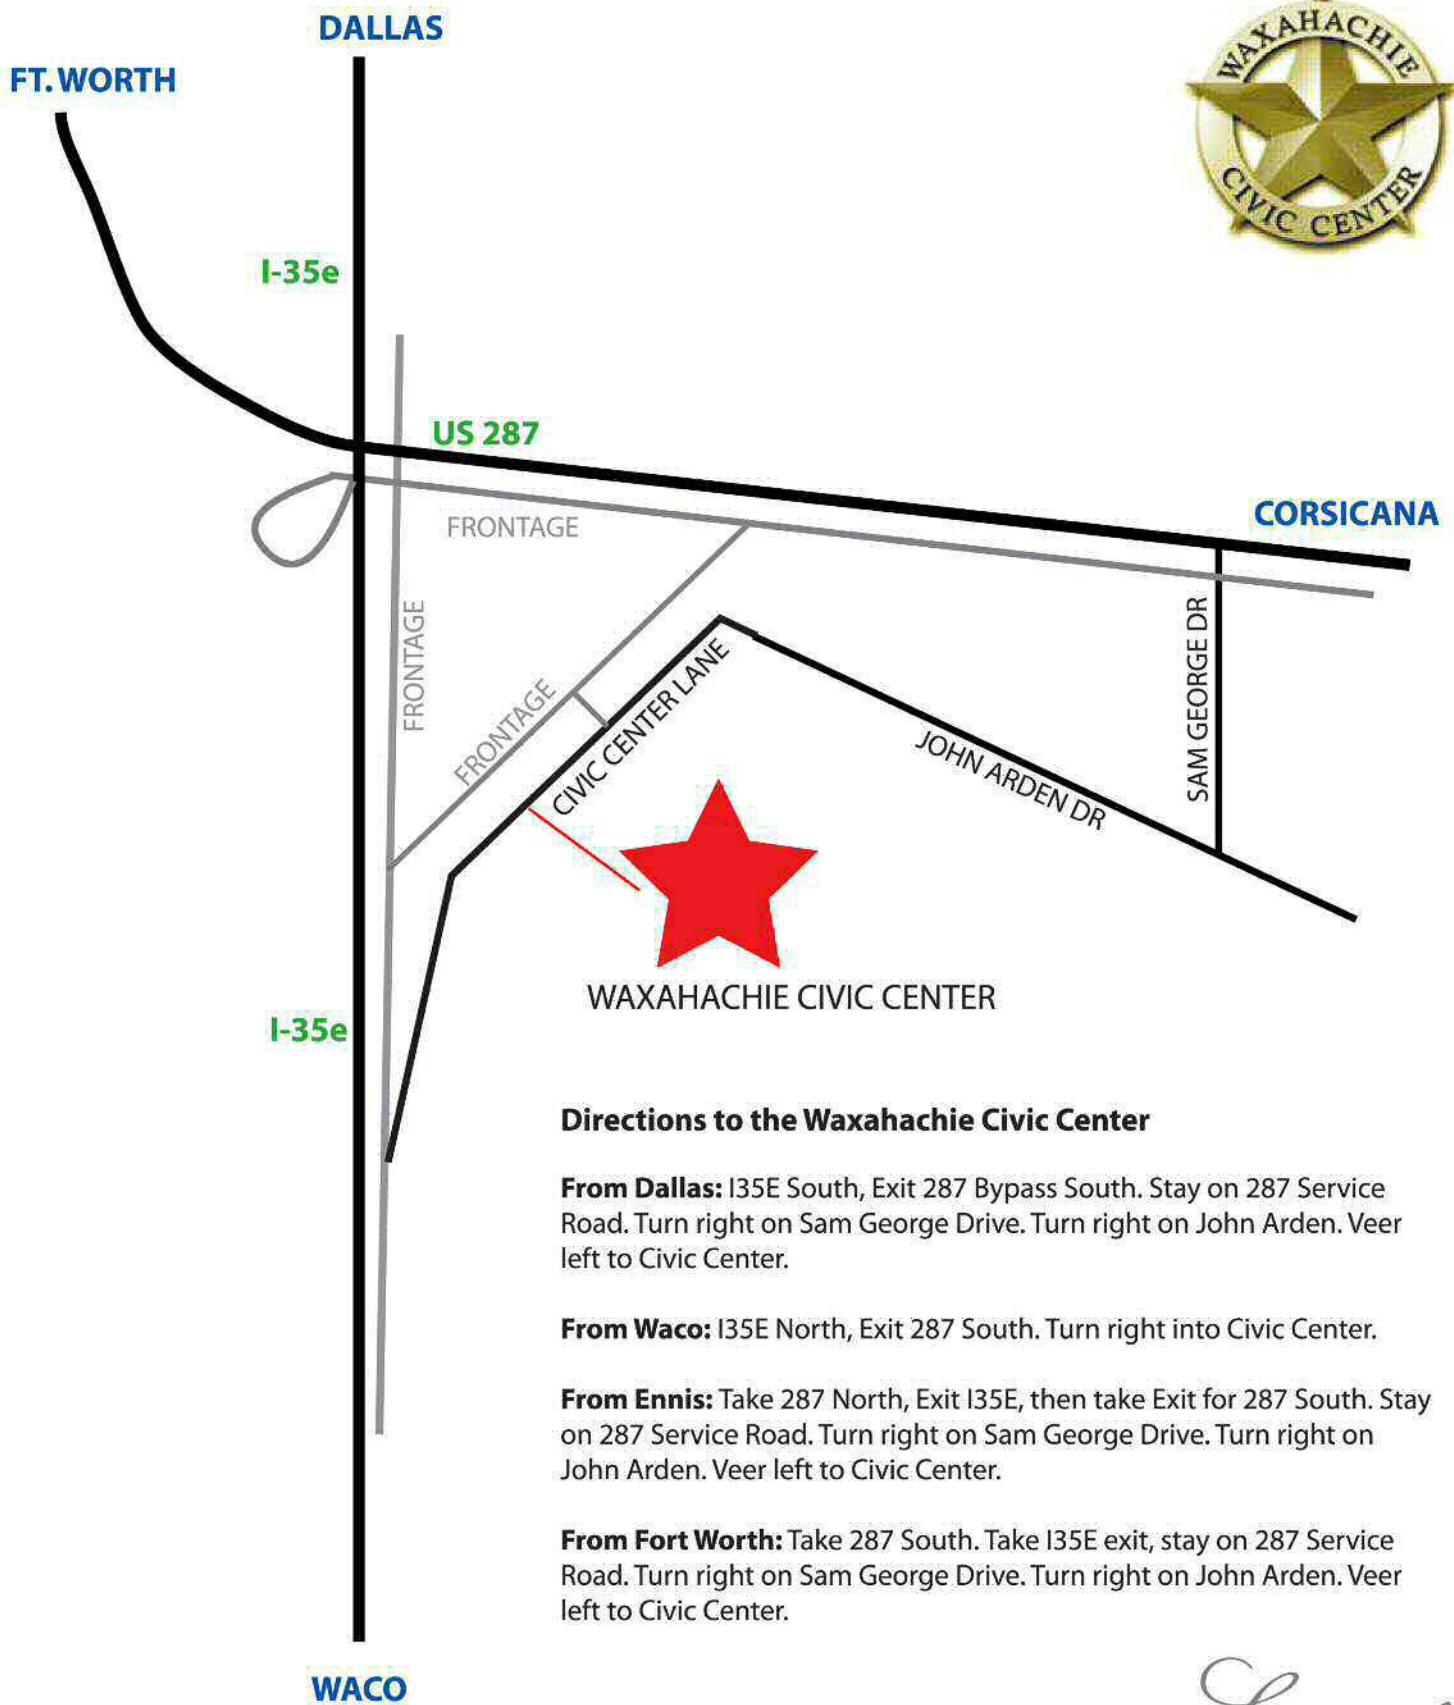 DALLAS
FT. WORTH
WAXAHACHIE
CIVIC CENTER
I-35e
US 287
FRONTAGE
CORSICANA
FRONTAGE
SAM GEORGE DR
FRONTAGE
CIVIC CENTER LANE
JOHN ARDEN DR
WAXAHACHIE CIVIC CENTER
I-35e
Directions to the Waxahachie Civic Center
From Dallas: I35E South, Exit 287 Bypass South. Stay on 287 Service
Road. Turn right on Sam George Drive. Turn right on John Arden. Veer
left to Civic Center.
From Waco: I35E North, Exit 287 South. Turn right into Civic Center.
From Ennis: Take 287 North, Exit I35E, then take Exit for 287 South. Stay
on 287 Service Road. Turn right on Sam George Drive. Turn right on
John Arden. Veer left to Civic Center.
From Fort Worth: Take 287 South. Take I35E exit, stay on 287 Service
Road. Turn right on Sam George Drive. Turn right on John Arden. Veer
left to Civic Center.
WACO